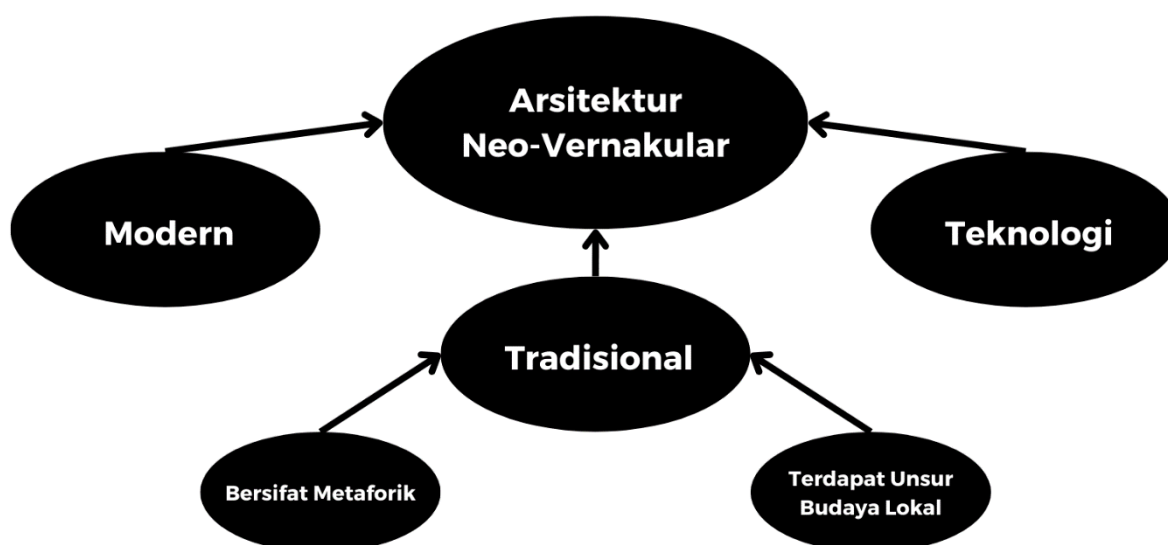 Arsitektur
Neo-Vernakular
Modern
Teknologi
Tradisional
Bersifat Metaforik
Terdapat Unsur
Budaya Lokal